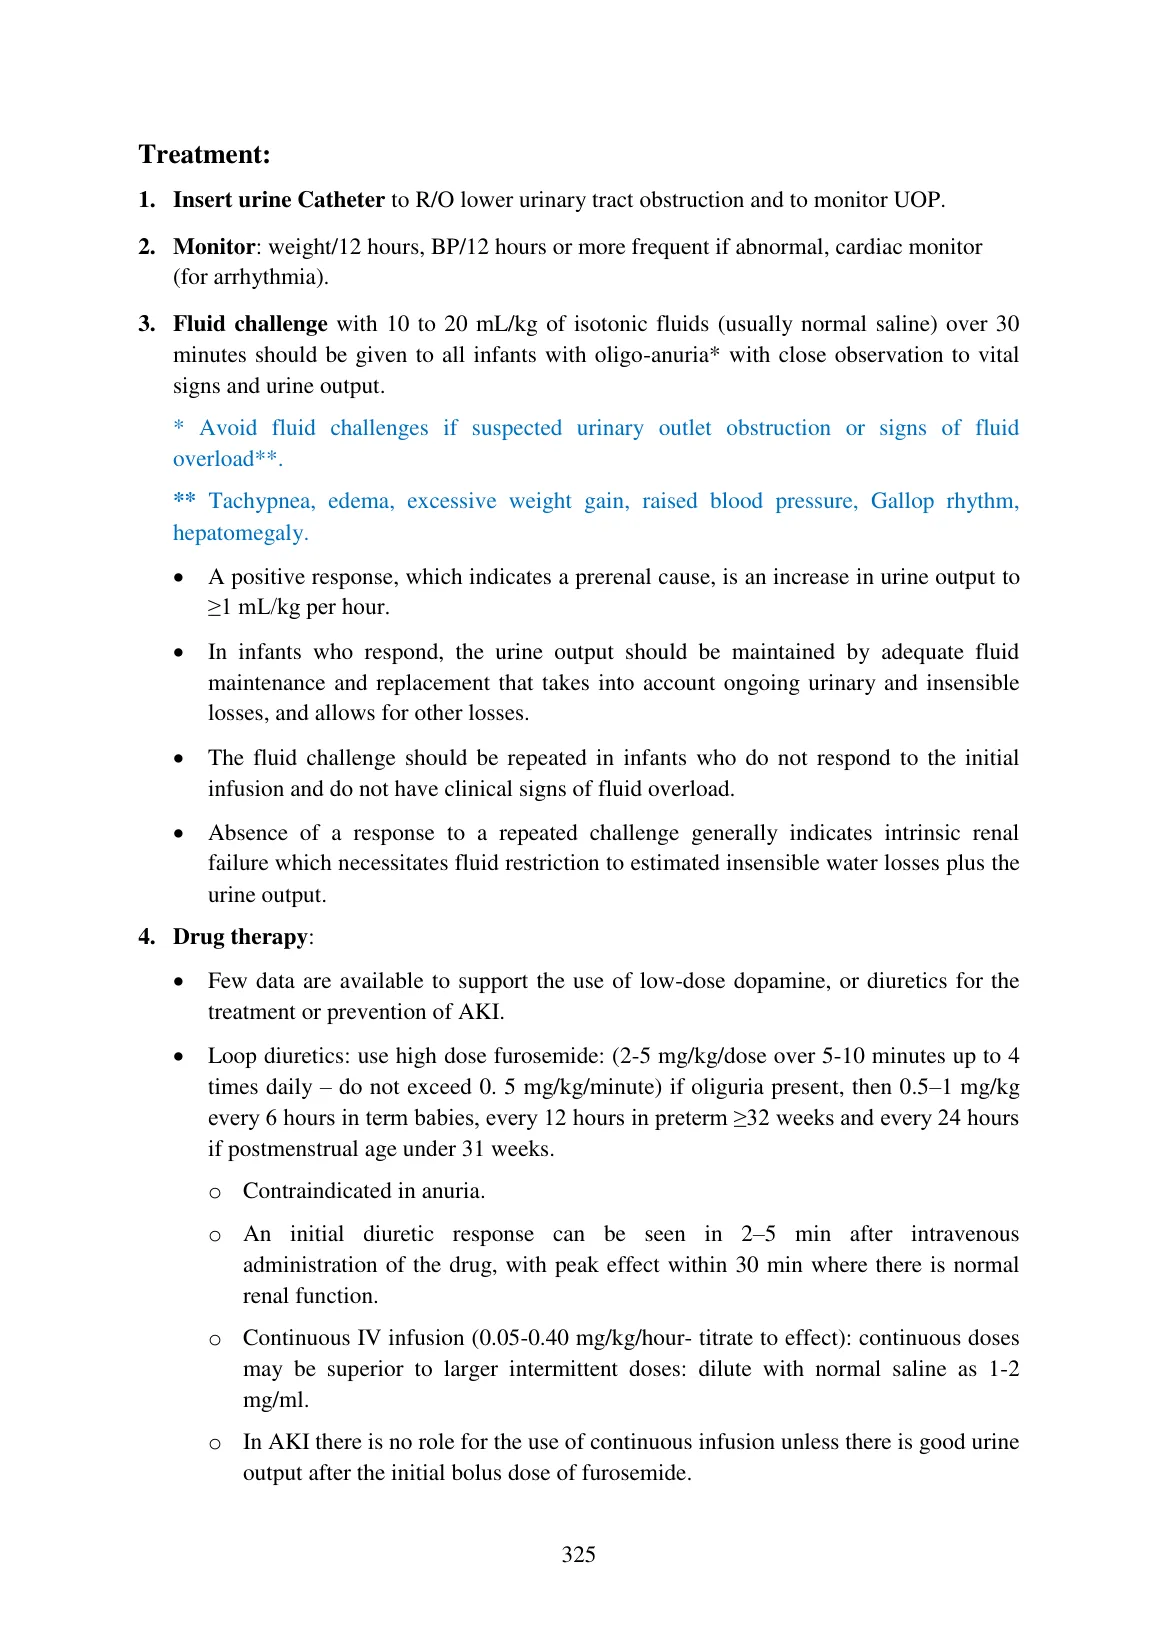 Treatment:
1. Insert urine Catheter to R/O lower urinary tract obstruction and to monitor UOP.
2. Monitor: weight/12 hours, BP/12 hours or more frequent if abnormal, cardiac monitor
(for arrhythmia).
3. Fluid challenge with 10 to 20 mL/kg of isotonic fluids (usually normal saline) over 30
minutes should be given to all infants with oligo-anuria* with close observation to vital
signs and urine output.
* Avoid fluid challenges if suspected urinary outlet obstruction or signs of fluid
overload**.
** Tachypnea, edema, excessive weight gain, raised blood pressure, Gallop rhythm,
hepatomegaly.
• A positive response, which indicates a prerenal cause, is an increase in urine output to
≥1 mL/kg per hour.
• In infants who respond, the urine output should be maintained by adequate fluid
maintenance and replacement that takes into account ongoing urinary and insensible
losses, and allows for other losses.
• The fluid challenge should be repeated in infants who do not respond to the initial
infusion and do not have clinical signs of fluid overload.
• Absence of a response to a repeated challenge generally indicates intrinsic renal
failure which necessitates fluid restriction to estimated insensible water losses plus the
urine output.
4. Drug therapy:
• Few data are available to support the use of low-dose dopamine, or diuretics for the
treatment or prevention of AKI.
• Loop diuretics: use high dose furosemide: (2-5 mg/kg/dose over 5-10 minutes up to 4
times daily – do not exceed 0. 5 mg/kg/minute) if oliguria present, then 0.5–1 mg/kg
every 6 hours in term babies, every 12 hours in preterm ≥32 weeks and every 24 hours
if postmenstrual age under 31 weeks.
o Contraindicated in anuria.
o An initial diuretic response can be seen in 2–5 min after intravenous
administration of the drug, with peak effect within 30 min where there is normal
renal function.
o Continuous IV infusion (0.05-0.40 mg/kg/hour- titrate to effect): continuous doses
may be superior to larger intermittent doses: dilute with normal saline as 1-2
mg/ml.
o In AKI there is no role for the use of continuous infusion unless there is good urine
output after the initial bolus dose of furosemide.
325